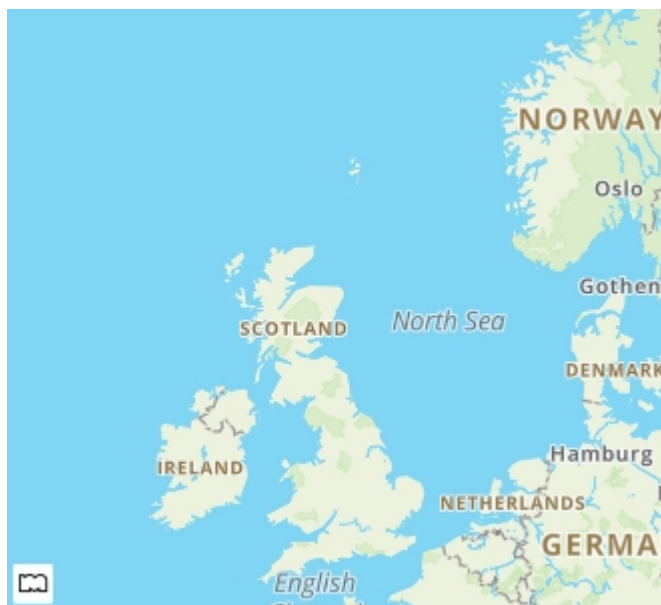 NORWAY
Oslo
Gothen
SCOTLAND
North Sea
DENMARK
Hamburg
IRELAND
NETHERLANDS
GERMA
English